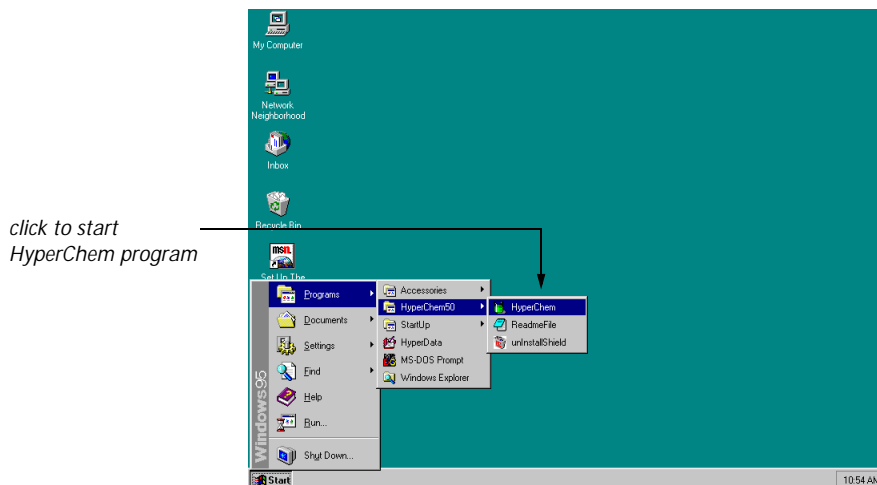 My Computer
Network
Neighborhood
Inbox
Recycle Bin
click to start
HyperChem program
msn.
Set Up The
Programs
Documents
Settings
Find
Help
Run...
Shut Down...
Windows95
Accessories
HyperChem50
StartUp
HyperData
MS-DOS Prompt
Windows Explorer
HyperChem
ReadmeFile
unInstallShield
Start
10:54 AM